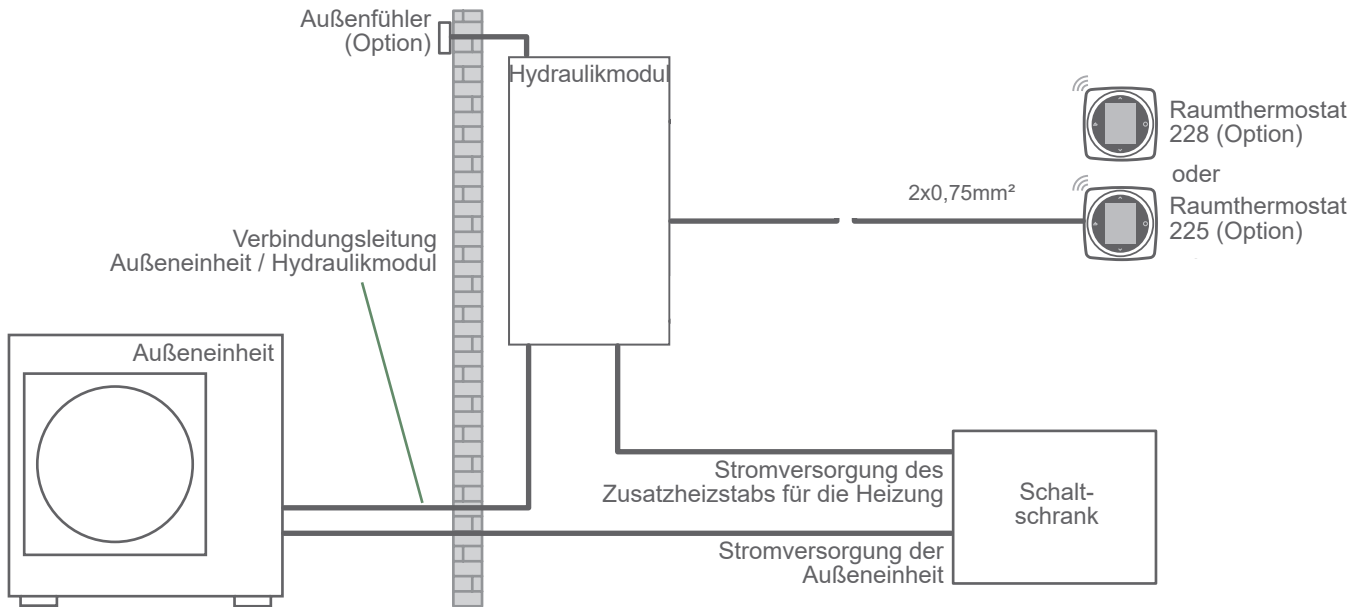 Außenfühler
(Option)
Hydraulikmodul
Raumthermostat
228 (Option)
oder
2x0,75mm²
Raumthermostat
225 (Option)
Verbindungsleitung
Außeneinheit / Hydraulikmodul
Außeneinheit
Stromversorgung des
Zusatzheizstabs für die Heizung
Schalt-
schrank
Stromversorgung der
Außeneinheit